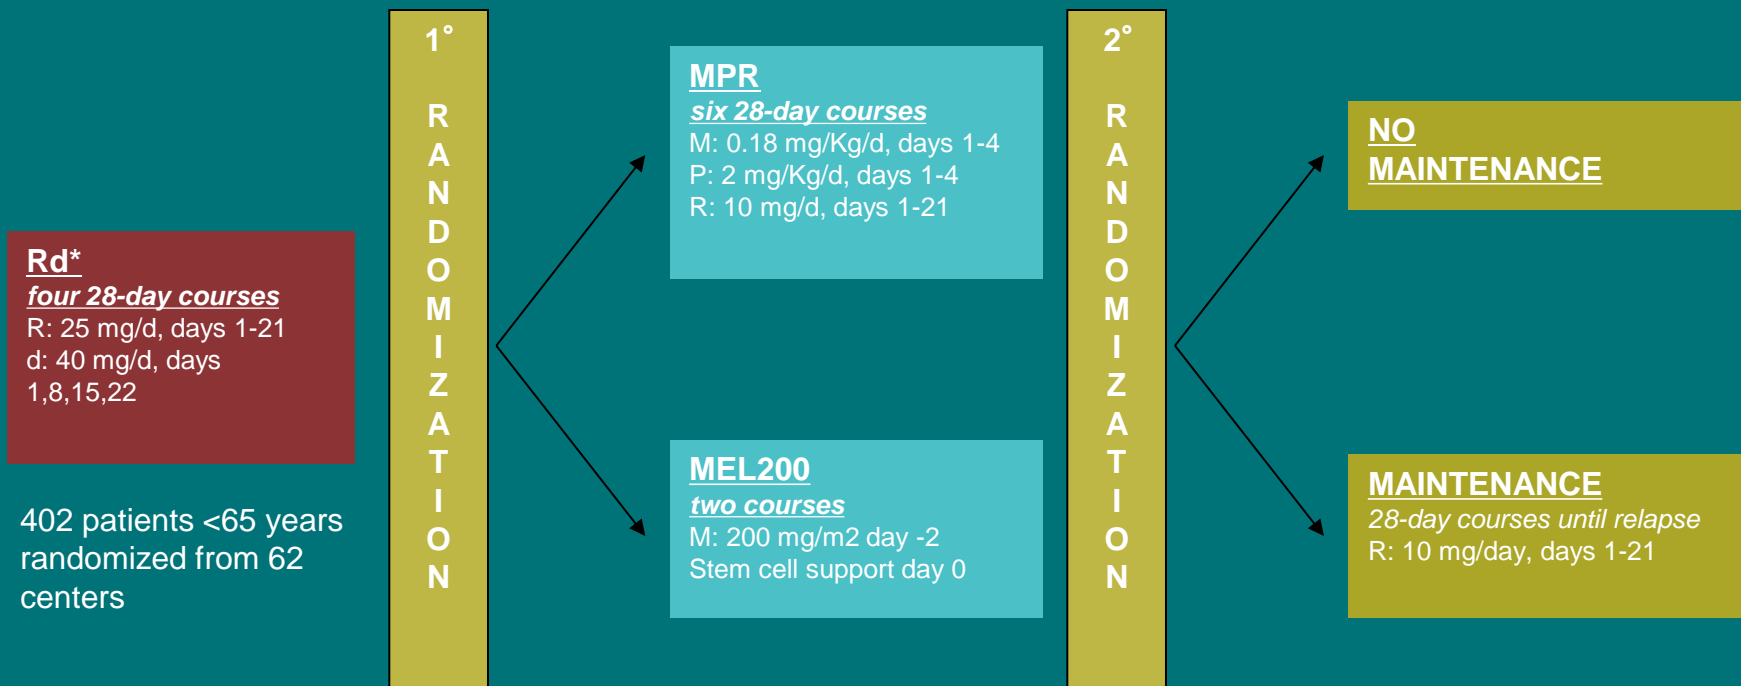 Rd*
four 28-day courses
R: 25 mg/d, days 1-21
d: 40 mg/d, days
1,8,15,22
402 patients <65 years
randomized from 62
centers
1°
R
A
N
D
O
M
I
Z
A
T
I
O
N
MPR
six 28-day courses
M: 0.18 mg/Kg/d, days 1-4
P: 2 mg/Kg/d, days 1-4
R: 10 mg/d, days 1-21
MEL200
two courses
M: 200 mg/m2 day -2
Stem cell support day 0
2°
R
A
N
D
O
M
I
Z
A
T
I
O
N
NO
MAINTENANCE
MAINTENANCE
28-day courses until relapse
R: 10 mg/day, days 1-21